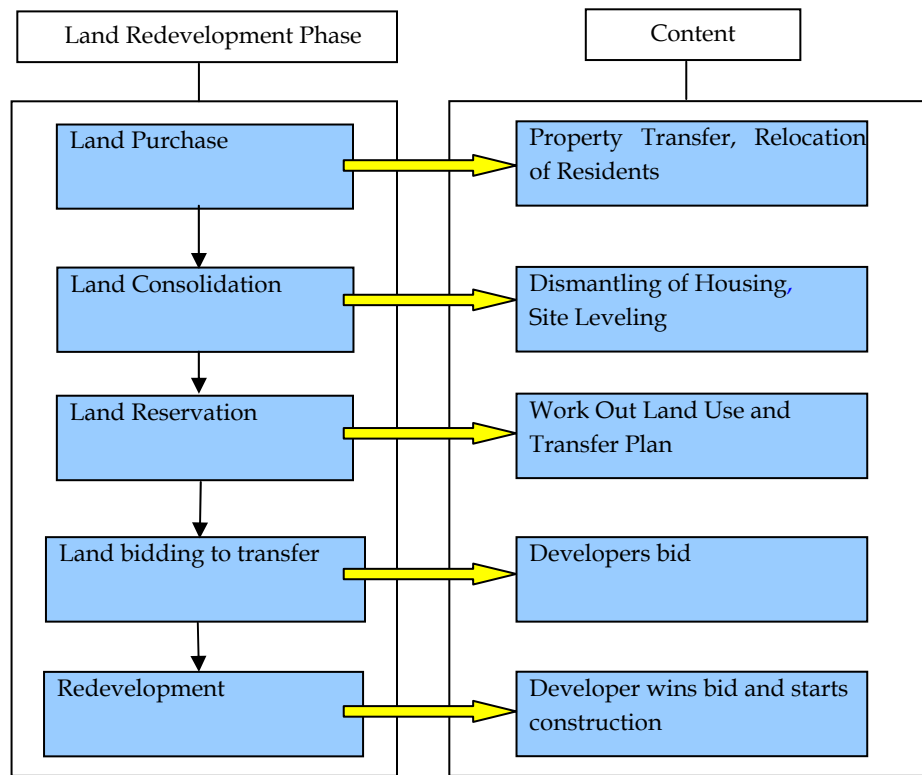 Land Redevelopment Phase
Content
Land Purchase
Property Transfer, Relocation
of Residents
Land Consolidation
Dismantling of Housing,
Site Leveling
Land Reservation
Work Out Land Use and
Transfer Plan
Land bidding to transfer
Developers bid
Redevelopment
Developer wins bid and starts
construction